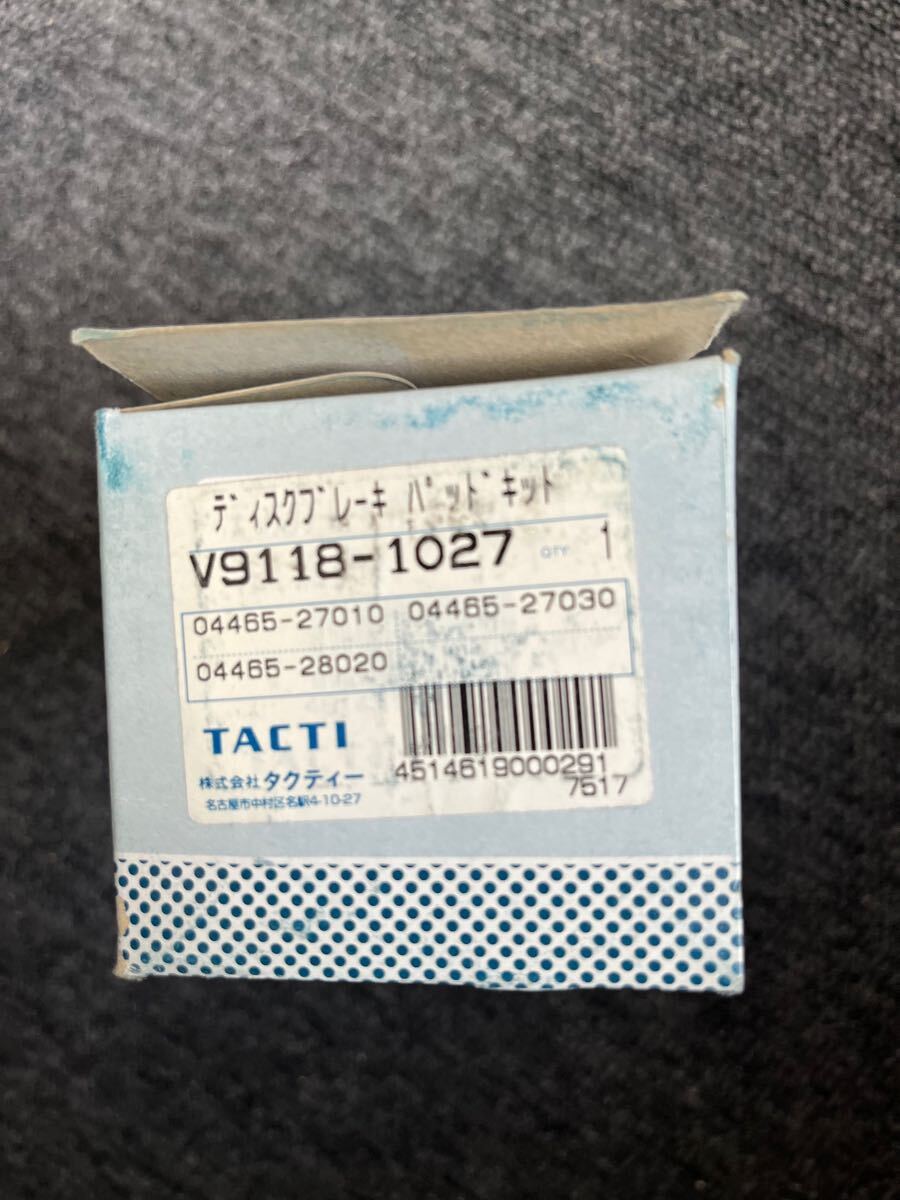 ディスクブレーキ パッドキット
V9118-1027 QTY 1
04465-27010 04465-27030
04465-28020
TACTI
株式会社タクティー
名古屋市中村区名駅4-10-27
4514619000291
7517